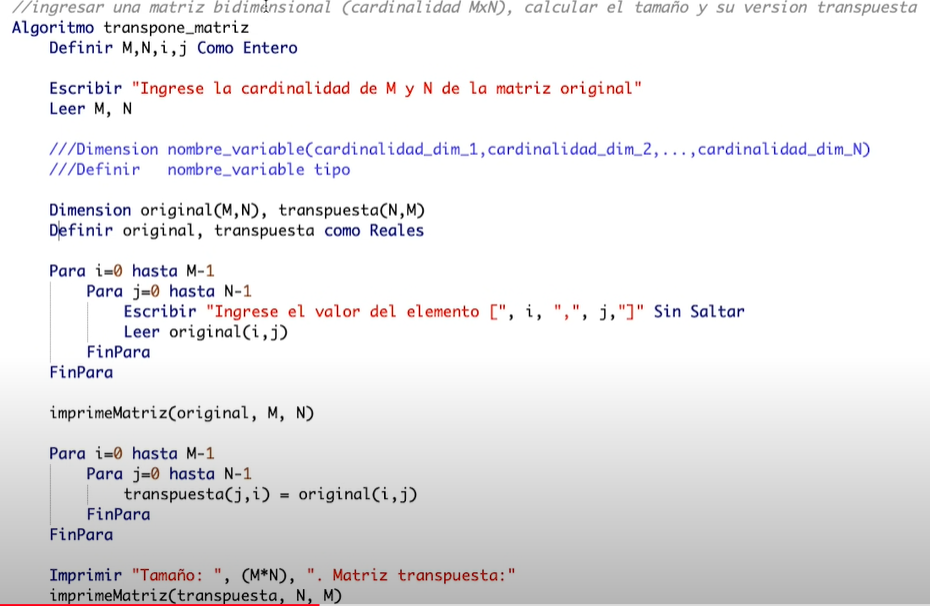 //ingresar una matriz bidimensional (cardinalidad MxN), calcular el tamaño y su version transpuesta
Algoritmo transpone_matriz
Definir M,N,i,j Como Entero
Escribir "Ingrese la cardinalidad de M y N de la matriz original"
Leer M, N
///Dimension nombre_variable(cardinalidad_dim_1,cardinalidad_dim_2,...,cardinalidad_dim_N)
///Definir   nombre_variable tipo
Dimension original(M,N), transpuesta(N,M)
Definir original, transpuesta como Reales
Para i=0 hasta M-1
Para j=0 hasta N-1
Escribir "Ingrese el valor del elemento [", i, ",", j,"]" Sin Saltar
Leer original(i,j)
FinPara
FinPara
imprimeMatriz(original, M, N)
Para i=0 hasta M-1
Para j=0 hasta N-1
transpuesta(j,i) = original(i,j)
FinPara
FinPara
Imprimir "Tamaño: ", (M*N), ". Matriz transpuesta:"
imprimeMatriz(transpuesta, N, M)